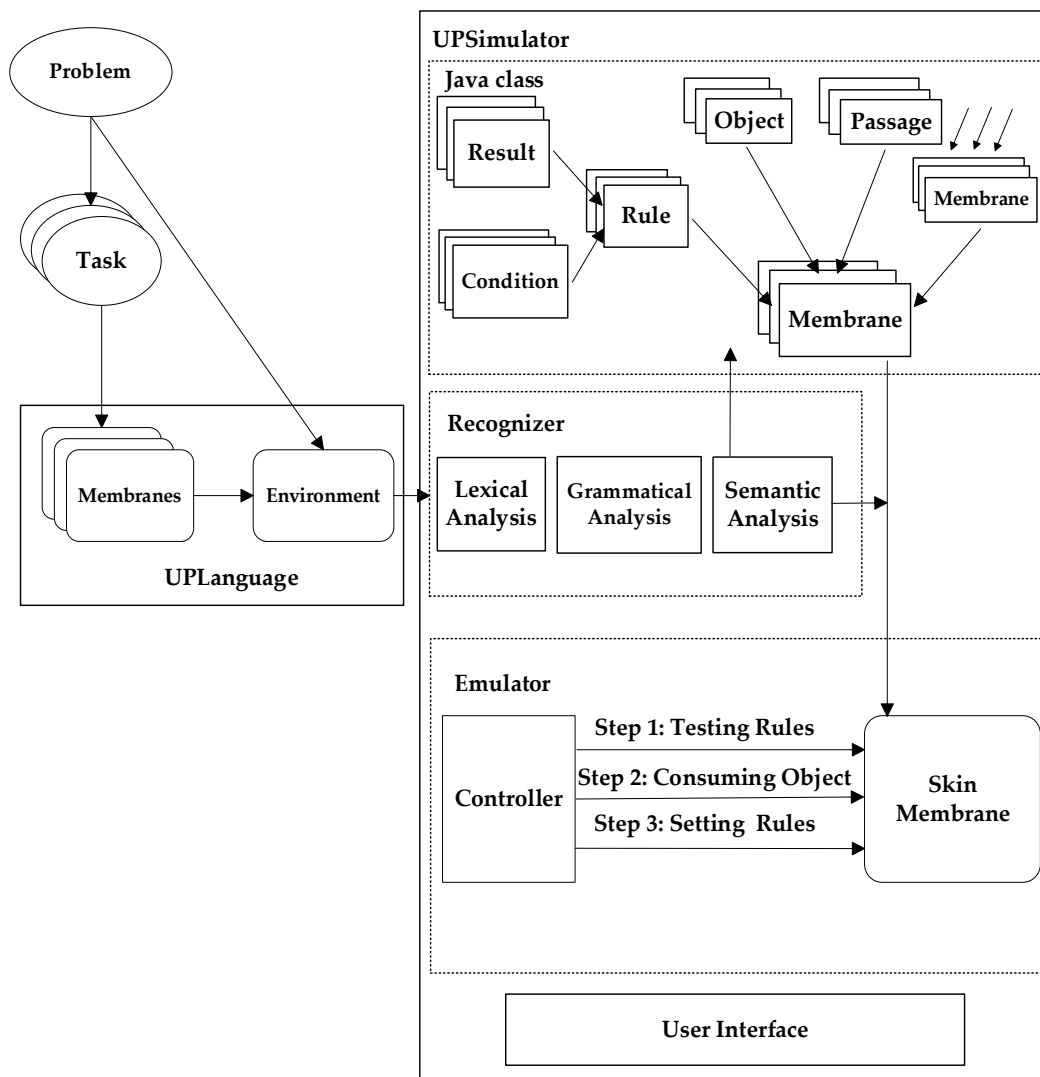 Problem
Task
Membranes
Environment
UPLanguage
UPSimulator
Java class
Result
Condition
Rule
Object
Passage
Membrane
Membrane
Recognizer
Lexical
Analysis
Grammatical
Analysis
Semantic
Analysis
Emulator
Controller
Step 1: Testing Rules
Step 2: Consuming Object
Step 3: Setting Rules
Skin
Membrane
User Interface